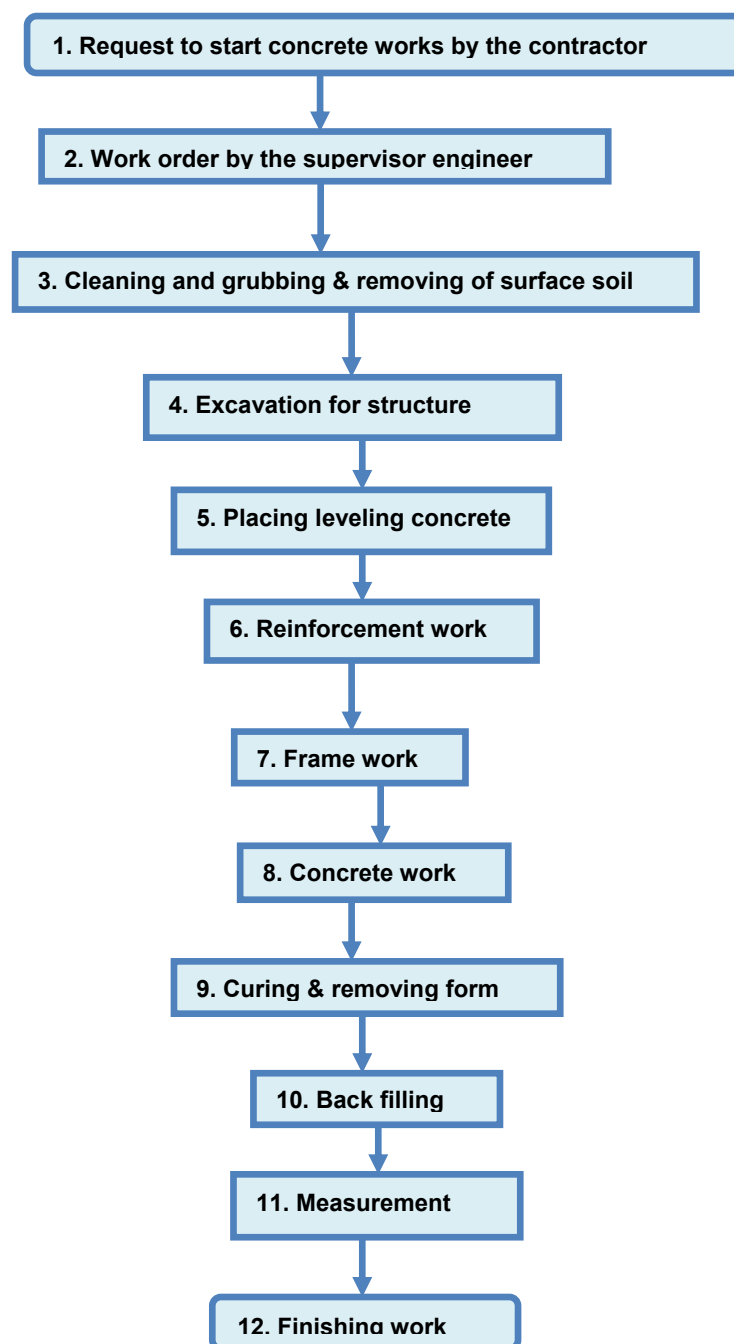 1. Request to start concrete works by the contractor
2. Work order by the supervisor engineer
3. Cleaning and grubbing & removing of surface soil
4. Excavation for structure
5. Placing leveling concrete
6. Reinforcement work
7. Frame work
8. Concrete work
9. Curing & removing form
10. Back filling
11. Measurement
12. Finishing work